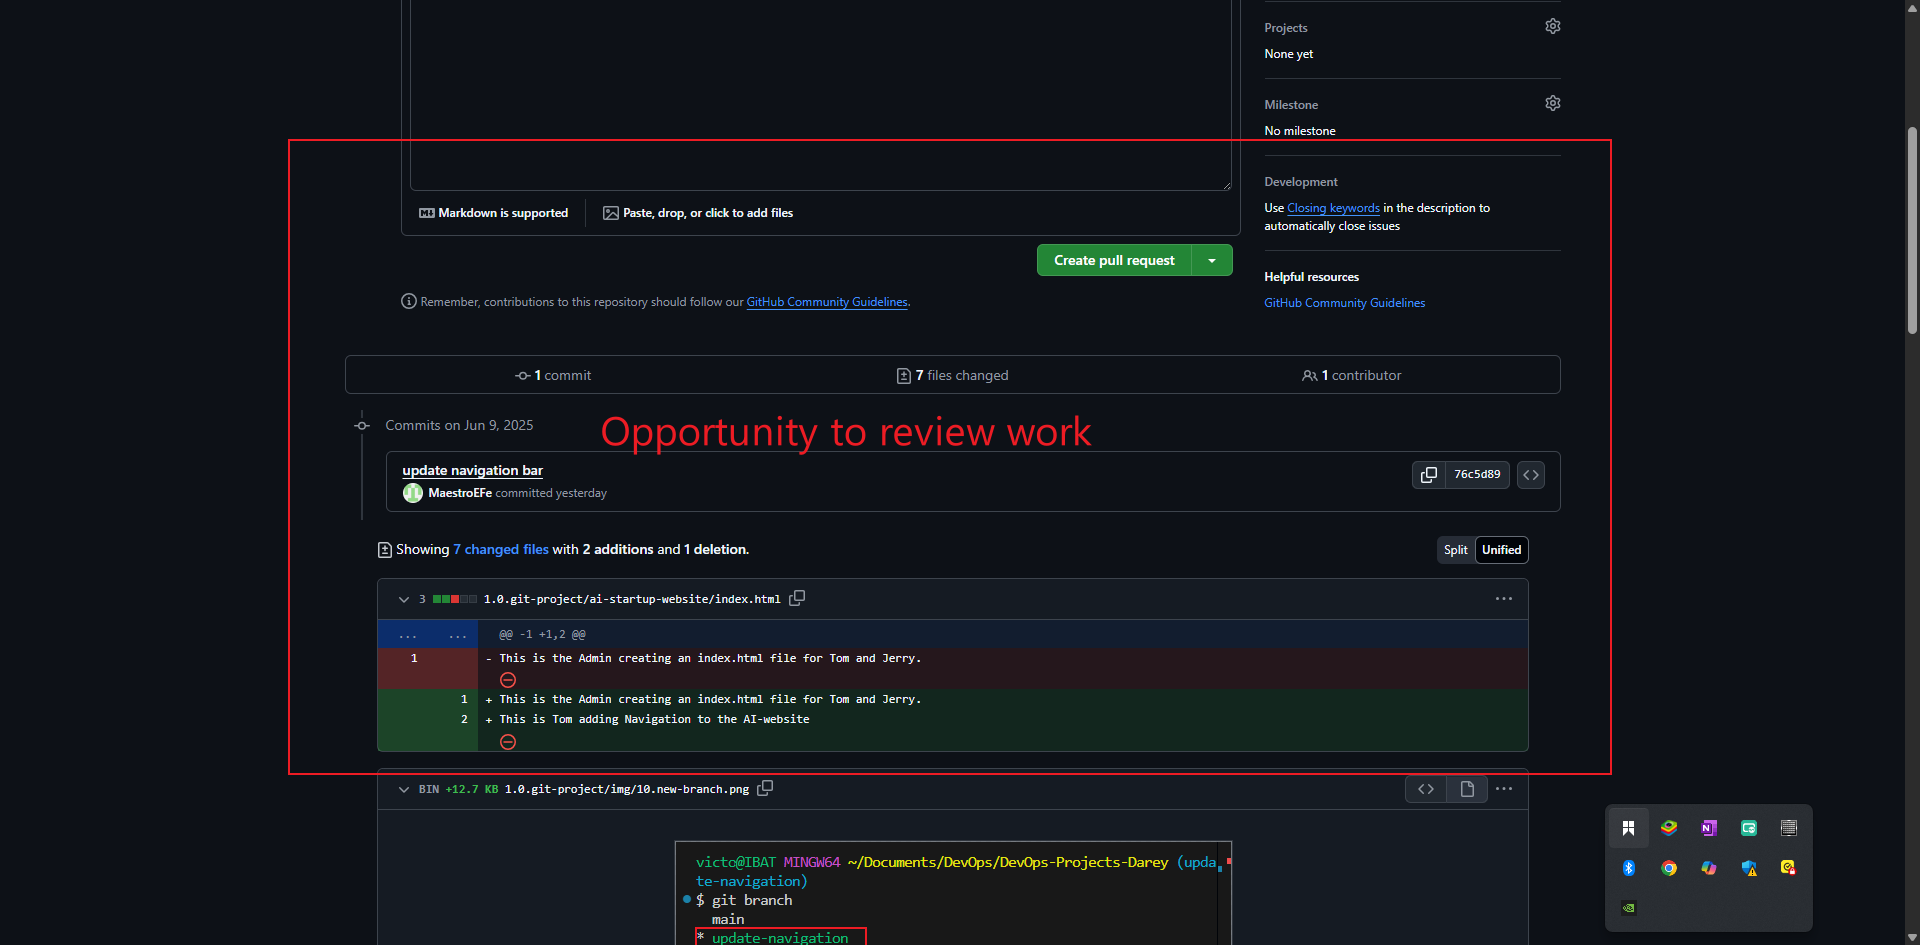 Projects
None yet
Milestone
No milestone
Development
Use Closing keywords in the description to
automatically close issues
Helpful resources
GitHub Community Guidelines
Markdown is supported
Paste, drop, or click to add files
Create pull request
Remember, contributions to this repository should follow our GitHub Community Guidelines.
1 commit
7 files changed
1 contributor
Commits on Jun 9, 2025
Opportunity to review work
update navigation bar
MaestroEFe committed yesterday
76c5d89
Showing 7 changed files with 2 additions and 1 deletion.
Split Unified
3 1.0.git-project/ai-startup-website/index.html
... ... @@ -1 +1,2 @@
1 - This is the Admin creating an index.html file for Tom and Jerry.
1 + This is the Admin creating an index.html file for Tom and Jerry.
2 + This is Tom adding Navigation to the AI-website
BIN +12.7 KB 1.0.git-project/img/10.new-branch.png
victo@IBAT MINGW64 ~/Documents/DevOps/DevOps-Projects-Darey (upda
te-navigation)
$ git branch
main
* update-navigation